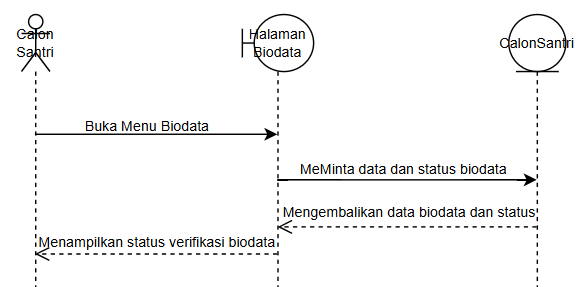 Calon
Santri
Halaman
Biodata
CalonSantri
Buka Menu Biodata
MeMinta data dan status biodata
Mengembalikan data biodata dan status
Menampilkan status verifikasi biodata